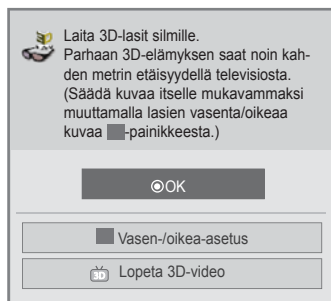 Laita 3D-lasit silmille.
Parhaan 3D-elämyksen saat noin kah-
den metrin etäisyydellä televisiosta.
(Säädä kuvaa itselle mukavammaksi
muuttamalla lasien vasenta/oikeaa
kuvaa -painikkeesta.)
OK
Vasen-/oikea-asetus
3D Lopeta 3D-video